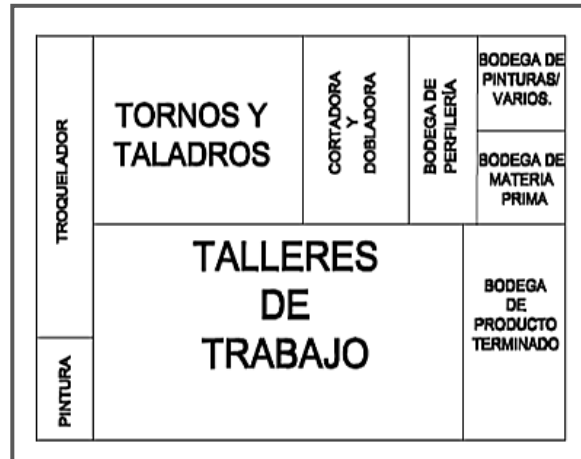 TROQUELADOR
TORNOS Y
TALADROS
CORTADORA
Y
DOBLADORA
BODEGA DE
PERFILERÍA
BODEGA DE
PINTURAS/
VARIOS.
BODEGA DE
MATERIA
PRIMA
PINTURA
TALLERES
DE
TRABAJO
BODEGA
DE
PRODUCTO
TERMINADO